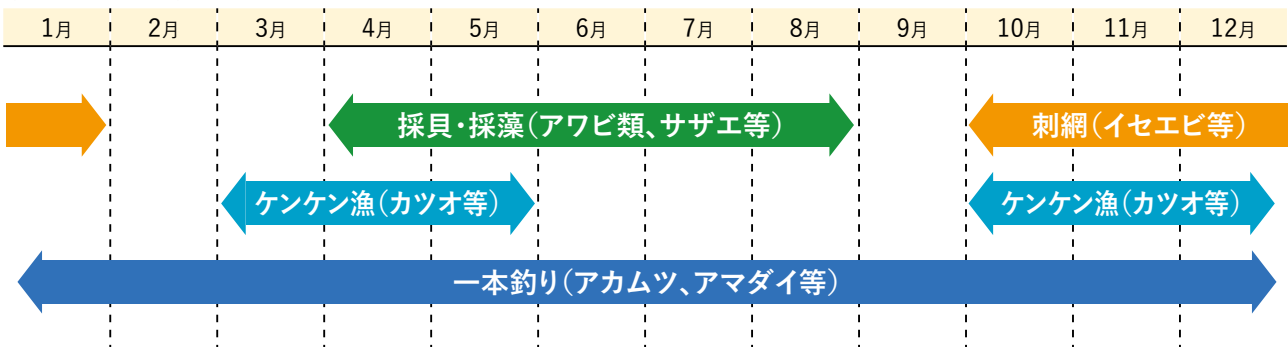 1月 2月 3月 4月 5月 6月 7月 8月 9月 10月 11月 12月
採貝・採藻（アワビ類、サザエ等） 刺網（イセエビ等）
ケンケン漁（カツオ等） ケンケン漁（カツオ等）
一本釣り（アカムツ、アマダイ等）